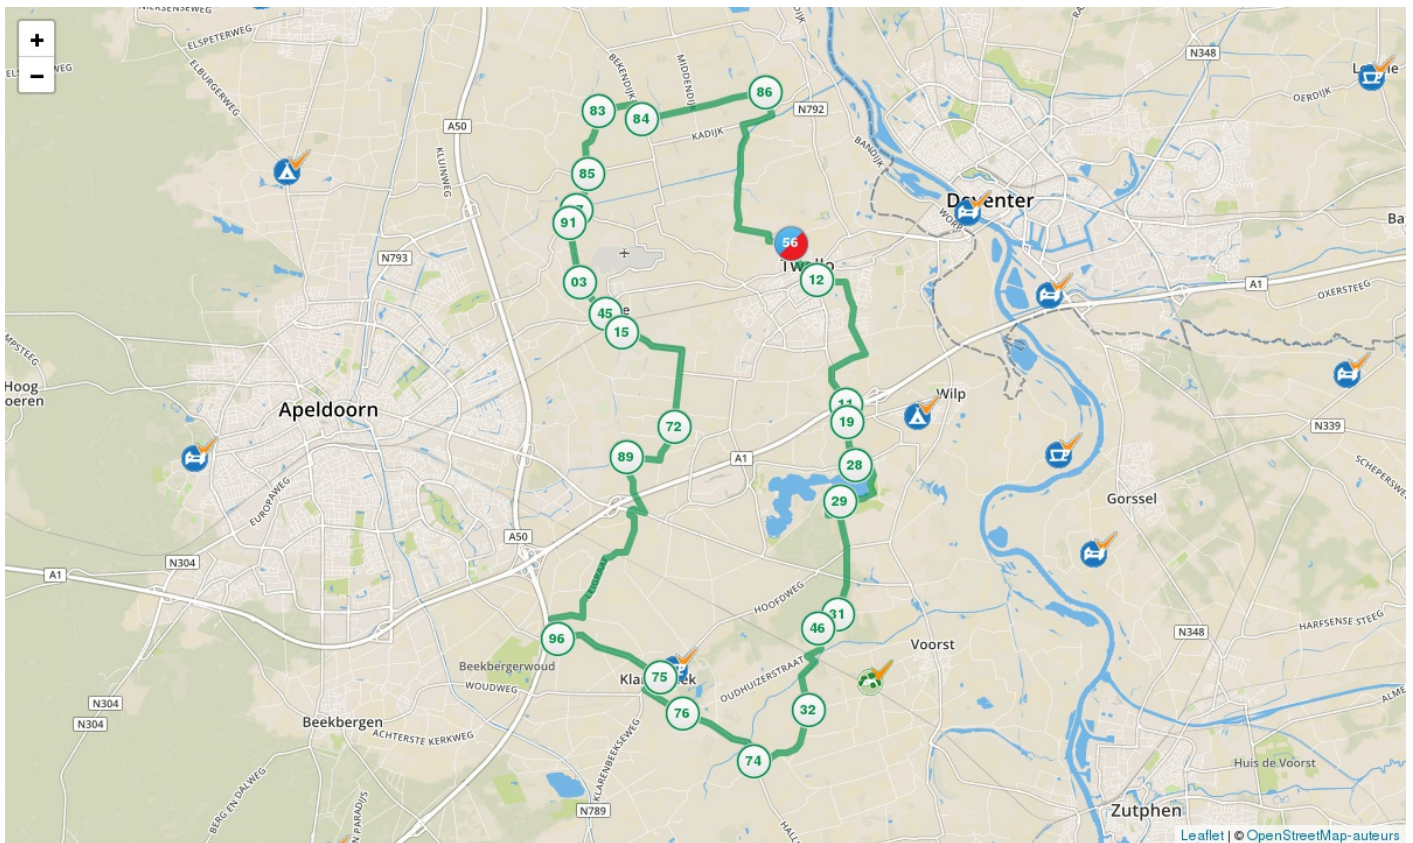 +
−
ELSPETERWEG
ELBURGERWEG
BEKENDIJK
MIDDENDIJK
N348
OERDIJK
83
84
86
N792
KADIJK
BANDIJK
A50
KLUINWEG
85
91
Deventer
N793
03
56
12
A1
OXERSTEEG
45
15
Hoog
Apeldoorn
Wilp
11
19
72
89
A1
28
29
N339
EUROPAWEG
Gorssel
A50
N304
A1
HOOFDWEG
31
46
96
Voorst
N348
HARFSENSE STEEG
Beekbergerwoud
WOUDWEG
75
OUDHUIZERSTRAAT
N304
N304
Beekbergen
ACHTERSTE KERKWEG
76
32
KLARENBEEKSEWEG
74
Huis de Voorst
BERG EN DALWEG
N789
Zutphen
Leaflet | © OpenStreetMap-auteurs